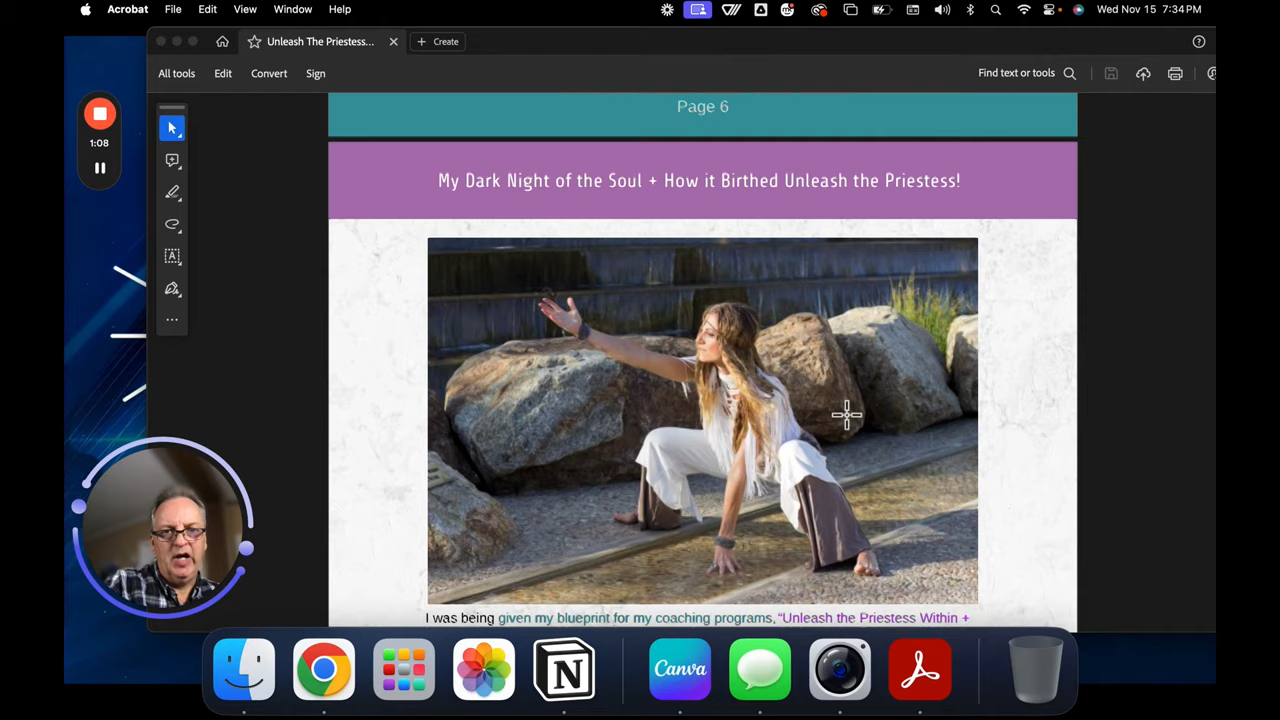 Acrobat File Edit View Window Help
Wed Nov 15 7:34PM
Unleash The Priestess...
Create
All tools Edit Convert Sign
Find text or tools
1:08
Page 6
My Dark Night of the Soul + How it Birthed Unleash the Priestess!
I was being given my blueprint for my coaching programs, "Unleash the Priestess Within +
Canva